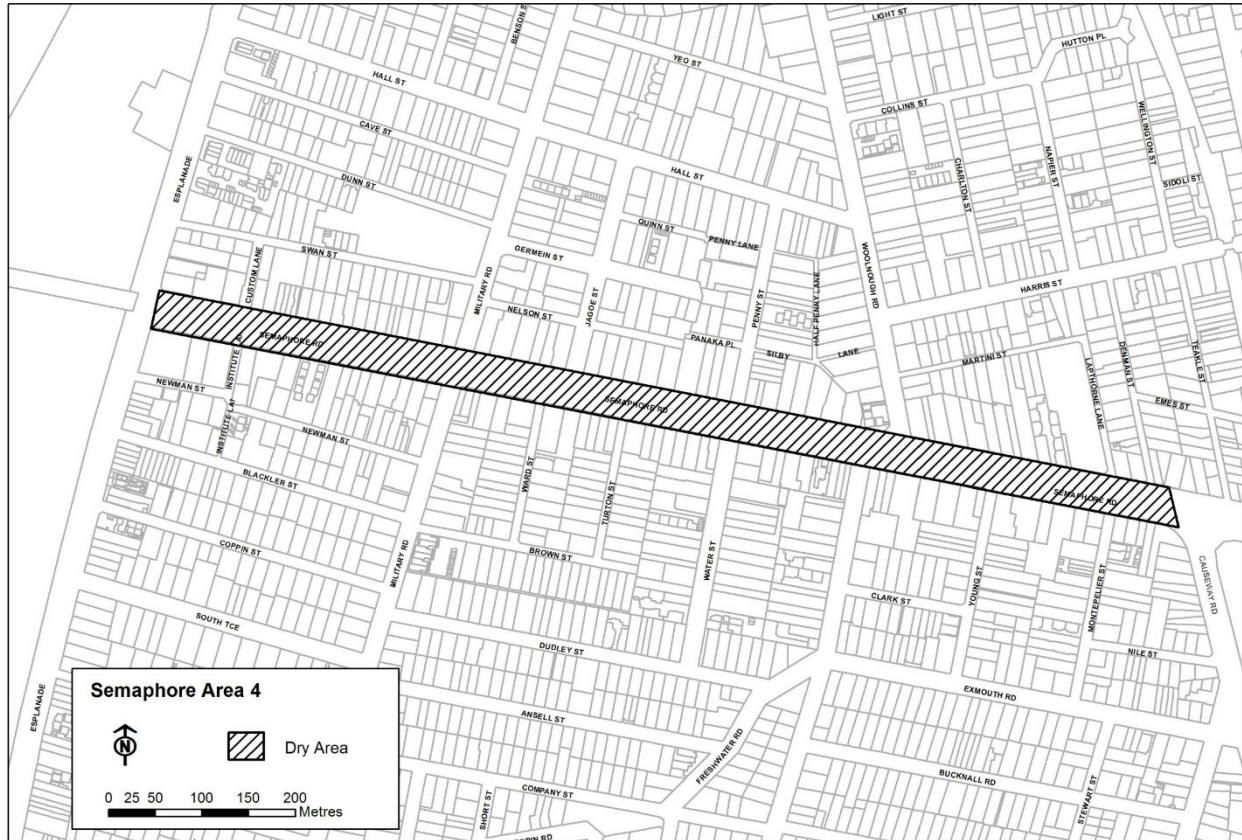 LIGHT ST
BENSON S
HUTTON PL
YEO ST
HALL ST
COLLINS ST
WELLINGTON ST
CAVE ST
NAPIER ST
CHARLTON ST
HALL ST
SIDOLI ST
ESPLANADE
DUNN ST
QUINN ST
PENNY LANE
WOOLNOUGH RD
SWAN ST
GERMEIN ST
CUSTOM LANE
MILITARY RD
HARRIS ST
JAGOE ST
PENNY ST
HALF PENNY LANE
NELSON ST
SEMAPHORE RD
PANAKA PL
SILBY
LANE
MARTINI ST
LAPTHORNE LANE
DENMAN ST
TEAKLE ST
INSTITUTE LA
NEWMAN ST
EMES ST
SEMAPHORE RD
INSTITUTE LA
NEWMAN ST
BLACKLER ST
WARD ST
TURTON ST
SEMAPHORE RD
COPPIN ST
MILITARY RD
BROWN ST
WATER ST
CLARK ST
YOUNG ST
MONTEPELIER ST
CAUSEWAY RD
SOUTH TCE
DUDLEY ST
NILE ST
EXMOUTH RD
ESPLANADE
Semaphore Area 4
N
Dry Area
0 25 50 100 150 200
Metres
ANSELL ST
FRESHWATER RD
BUCKNALL RD
COMPANY ST
SHORT ST
STEWART ST
PIN RD